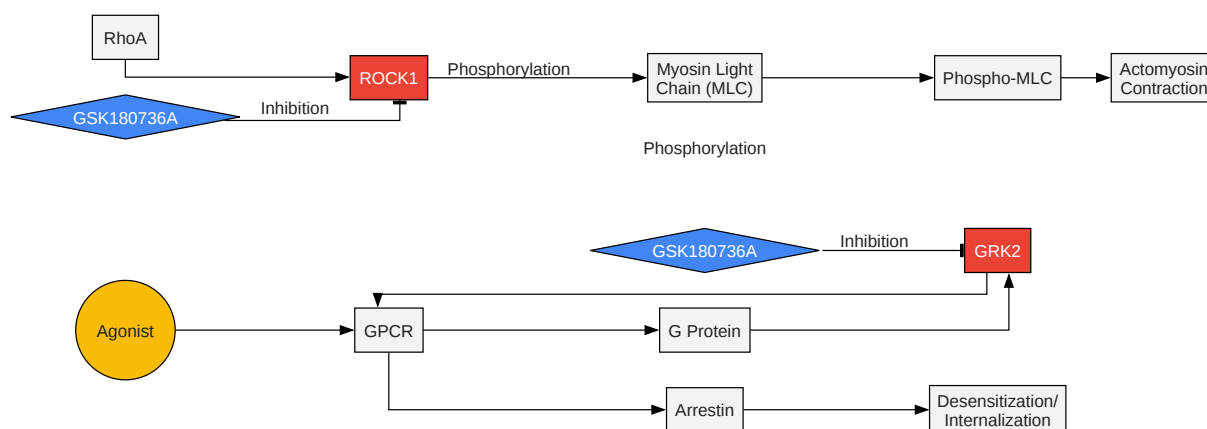 RhoA
ROCK1
Phosphorylation
Myosin Light
Chain (MLC)
Phospho-MLC
Actomyosin
Contraction
GSK180736A
Inhibition
Phosphorylation
GSK180736A
Inhibition
GRK2
Agonist
GPCR
G Protein
Arrestin
Desensitization/
Internalization